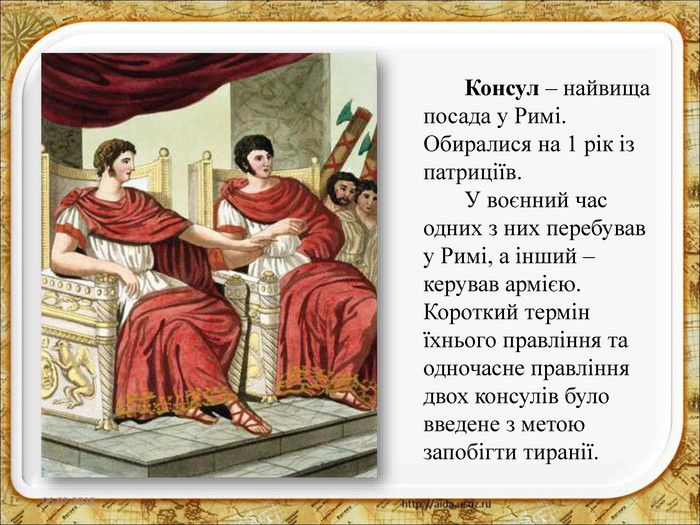 Консул – найвища
посада у Римі.
Обиралися на 1 рік із
патриціїв.
У воєнний час
одних з них перебував
у Римі, а інший –
керував армією.
Короткий термін
їхнього правління та
одночасне правління
двох консулів було
введене з метою
запобігти тиранії.
http://aida.ucoz.ru